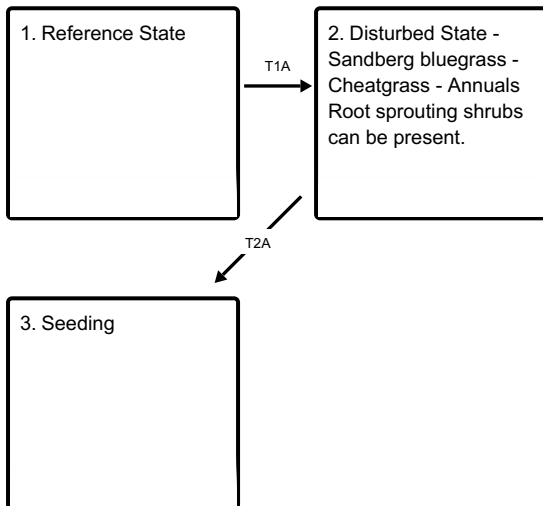 1. Reference State
T1A
2. Disturbed State -
Sandberg bluegrass -
Cheatgrass - Annuals
Root sprouting shrubs
can be present.
T2A
3. Seeding